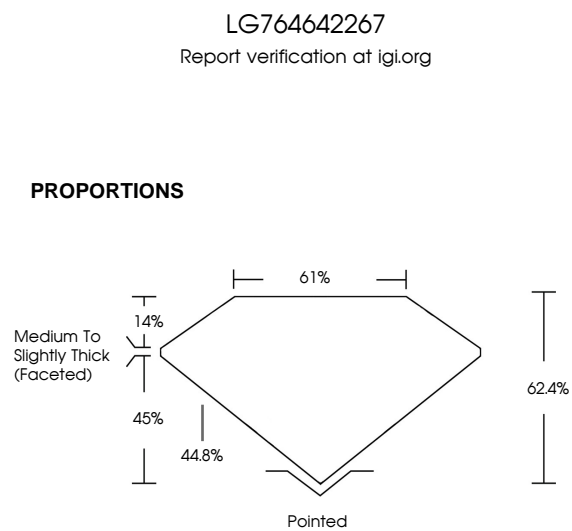 LG764642267
Report verification at igi.org
PROPORTIONS
61%
14%
Medium To
Slightly Thick
(Faceted)
62.4%
45%
44.8%
Pointed